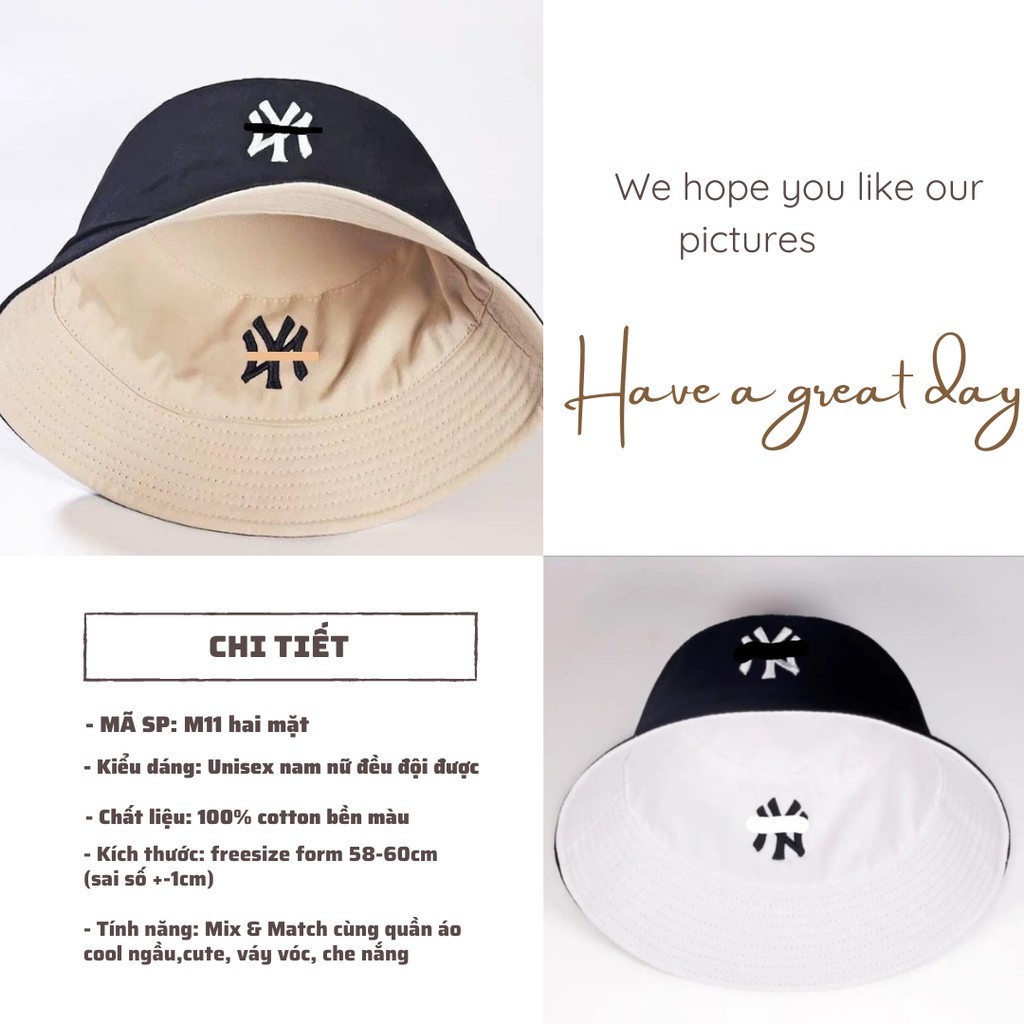 We hope you like our
pictures
Have a great day
CHI TIẾT
- MÃ SP: M11 hai mặt
- Kiểu dáng: Unisex nam nữ đều đội được
- Chất liệu: 100% cotton bền màu
- Kích thước: freesize form 58-60cm
(sai số +-1cm)
- Tính năng: Mix & Match cùng quần áo
cool ngầu,cute, váy vóc, che nắng